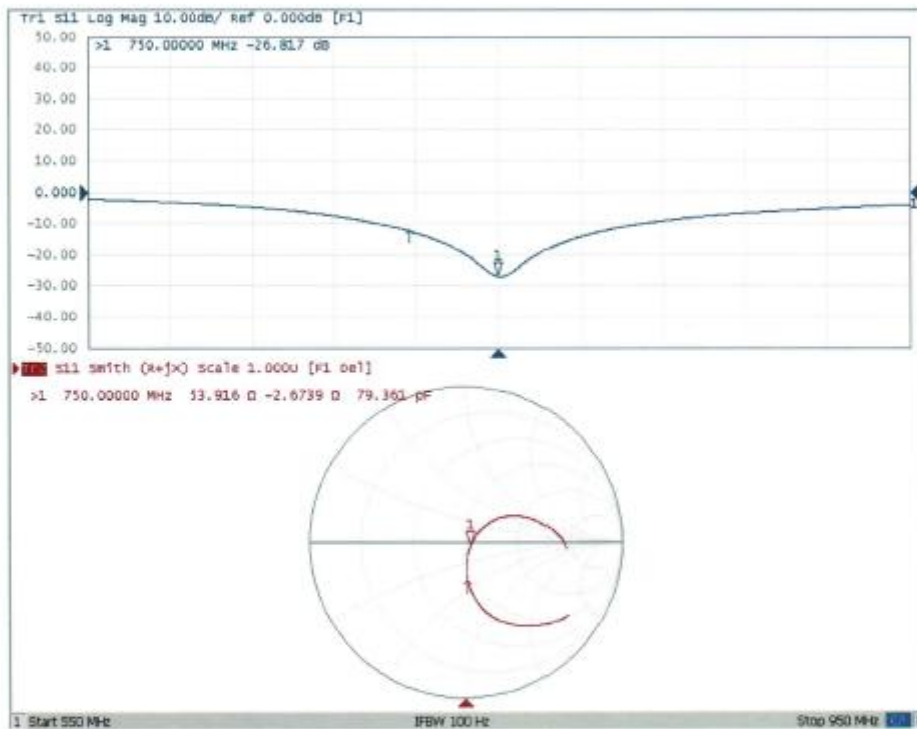 Tr1 S11 Log Mag 10.00dB/ Ref 0.000dB [F1]
50.00
>1 750.00000 MHz -26.817 dB
40.00
30.00
20.00
10.00
0.000
-10.00
-20.00
1
-30.00
-40.00
-50.00
S11 Smith (R+jX) Scale 1.000U [F1 Del]
>1 750.00000 MHz 53.916 Ω -2.6739 Ω 79.361 pF
1
1 Start 550 MHz IFBW 100 Hz Stop 950 MHz